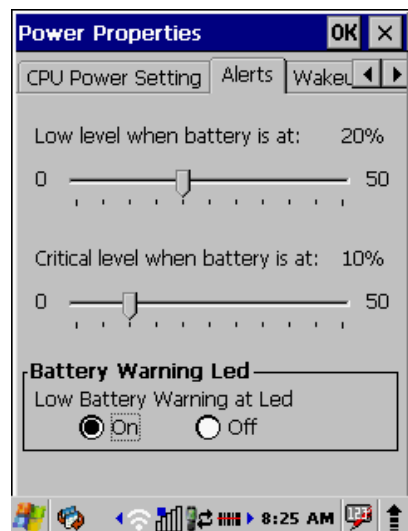 Power Properties OK ×
CPU Power Setting Alerts Wakeu
Low level when battery is at: 20%
0 50
Critical level when battery is at: 10%
0 50
Battery Warning Led
Low Battery Warning at Led
On Off
8:25 AM 123